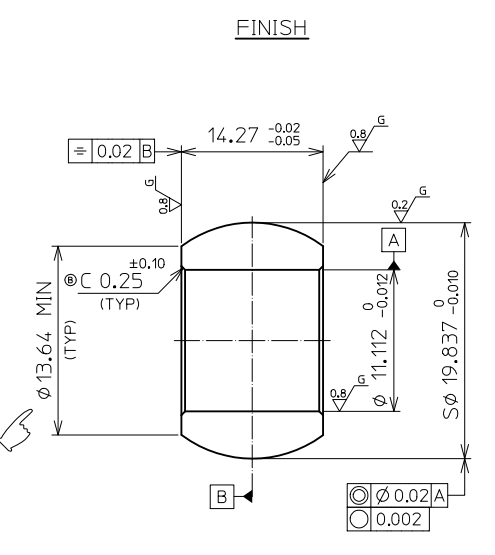 FINISH
14.27 -0.02 -0.05
⌯ 0.02 B
0.8 G
0.8 G
0.2 G
A
Ⓑ C 0.25 ±0.10
(TYP)
Ø13.64 MIN
(TYP)
Ø 11.112 0 -0.012
SØ 19.837 0 -0.010
0.8 G
B
◎ Ø 0.02 A
○ 0.002